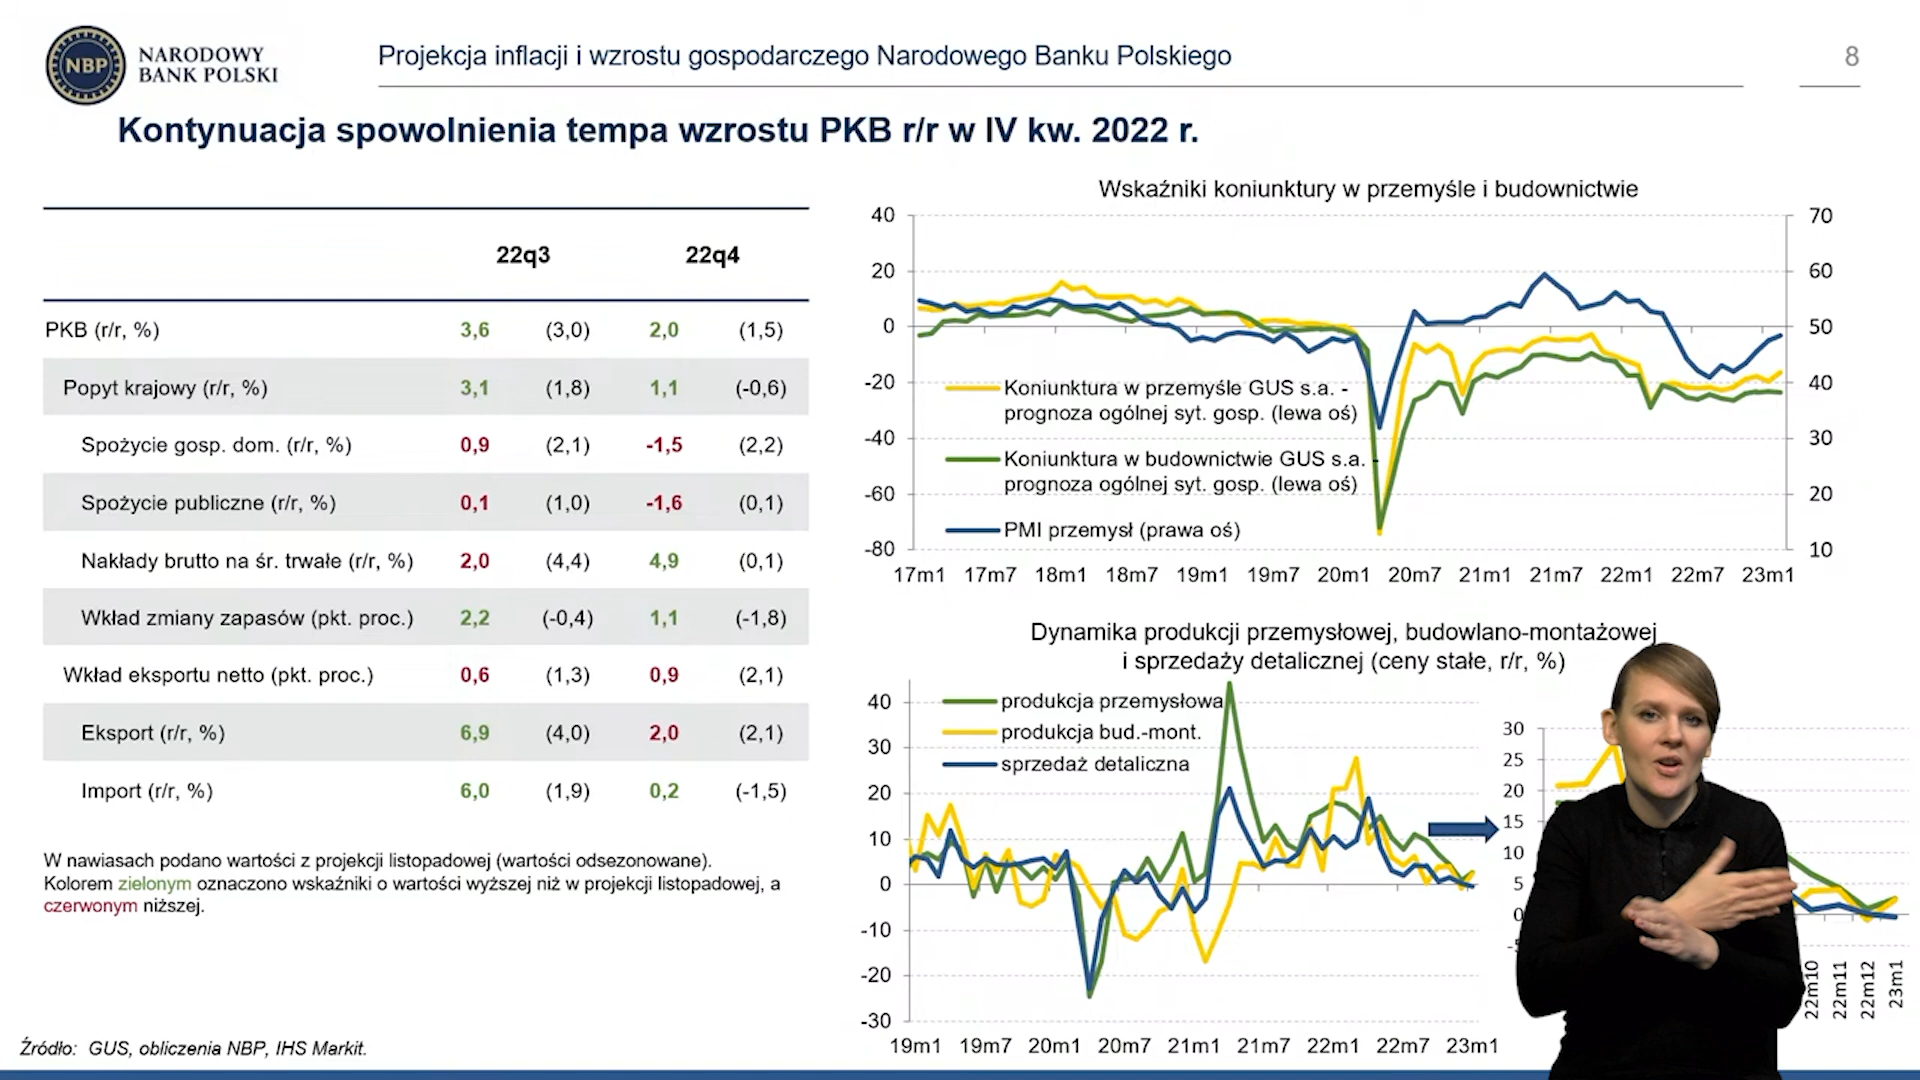 NBP
NARODOWY
BANK POLSKI
Projekcja inflacji i wzrostu gospodarczego Narodowego Banku Polskiego
8
Kontynuacja spowolnienia tempa wzrostu PKB r/r w IV kw. 2022 r.
22q3 22q4
PKB (r/r, %) 3,6 (3,0) 2,0 (1,5)
Popyt krajowy (r/r, %) 3,1 (1,8) 1,1 (-0,6)
Spożycie gosp. dom. (r/r, %) 0,9 (2,1) -1,5 (2,2)
Spożycie publiczne (r/r, %) 0,1 (1,0) -1,6 (0,1)
Nakłady brutto na śr. trwałe (r/r, %) 2,0 (4,4) 4,9 (0,1)
Wkład zmiany zapasów (pkt. proc.) 2,2 (-0,4) 1,1 (-1,8)
Wkład eksportu netto (pkt. proc.) 0,6 (1,3) 0,9 (2,1)
Eksport (r/r, %) 6,9 (4,0) 2,0 (2,1)
Import (r/r, %) 6,0 (1,9) 0,2 (-1,5)
W nawiasach podano wartości z projekcji listopadowej (wartości odsezonowane).
Kolorem zielonym oznaczono wskaźniki o wartości wyższej niż w projekcji listopadowej, a
czerwonym niższej.
Źródło: GUS, obliczenia NBP, IHS Markit.
Wskaźniki koniunktury w przemyśle i budownictwie
40 70
20 60
0 50
-20 40
-40 30
-60 20
-80 10
Koniunktura w przemyśle GUS s.a. -
prognoza ogólnej syt. gosp. (lewa oś)
Koniunktura w budownictwie GUS s.a. -
prognoza ogólnej syt. gosp. (lewa oś)
PMI przemysł (prawa oś)
17m1 17m7 18m1 18m7 19m1 19m7 20m1 20m7 21m1 21m7 22m1 22m7 23m1
Dynamika produkcji przemysłowej, budowlano-montażowej
i sprzedaży detalicznej (ceny stałe, r/r, %)
40
30
20
10
0
-10
-20
-30
produkcja przemysłowa
produkcja bud.-mont.
sprzedaż detaliczna
19m1 19m7 20m1 20m7 21m1 21m7 22m1 22m7 23m1
30
25
20
15
10
5
0
22m10 22m11 22m12 23m1